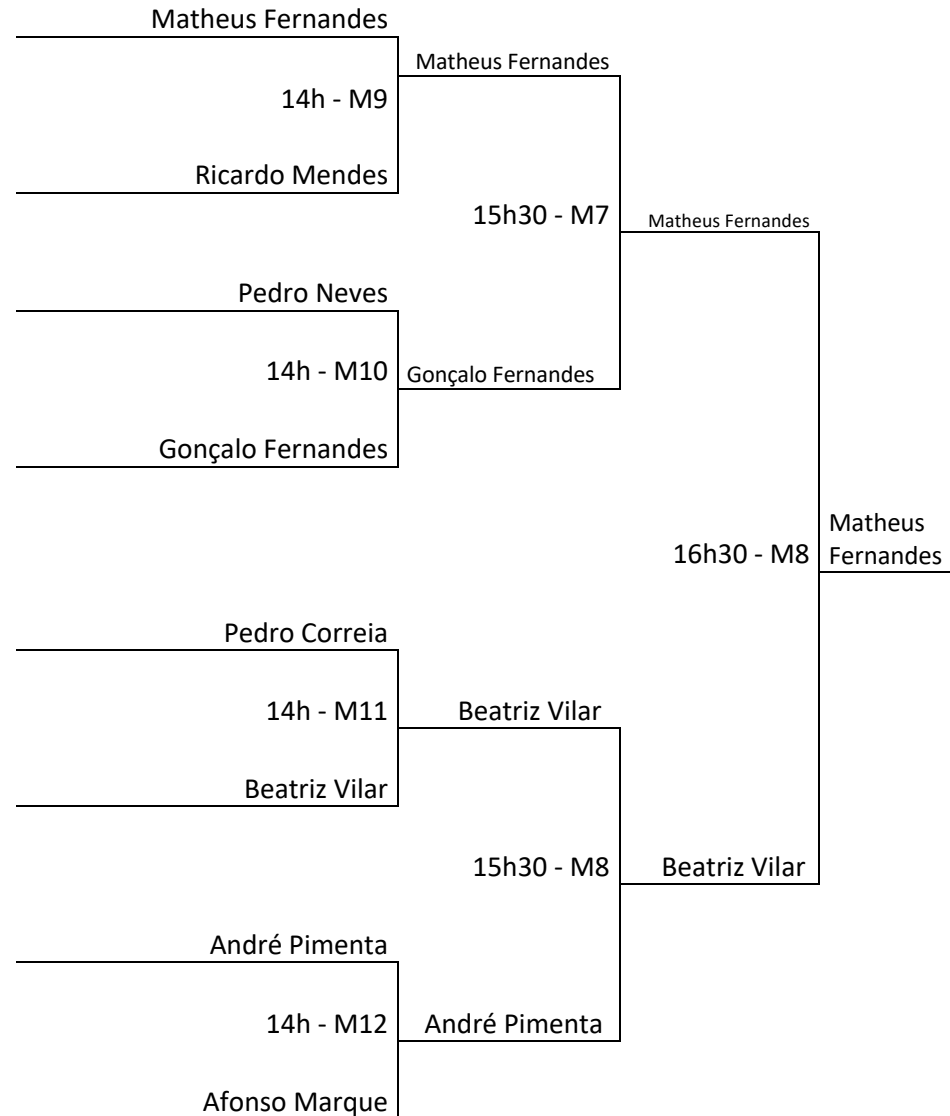 Matheus Fernandes
Matheus Fernandes
14h - M9
Ricardo Mendes
15h30 - M7
Matheus Fernandes
Pedro Neves
14h - M10
Gonçalo Fernandes
Gonçalo Fernandes
Matheus
Fernandes
16h30 - M8
Pedro Correia
14h - M11
Beatriz Vilar
Beatriz Vilar
15h30 - M8
Beatriz Vilar
André Pimenta
14h - M12
André Pimenta
Afonso Marque